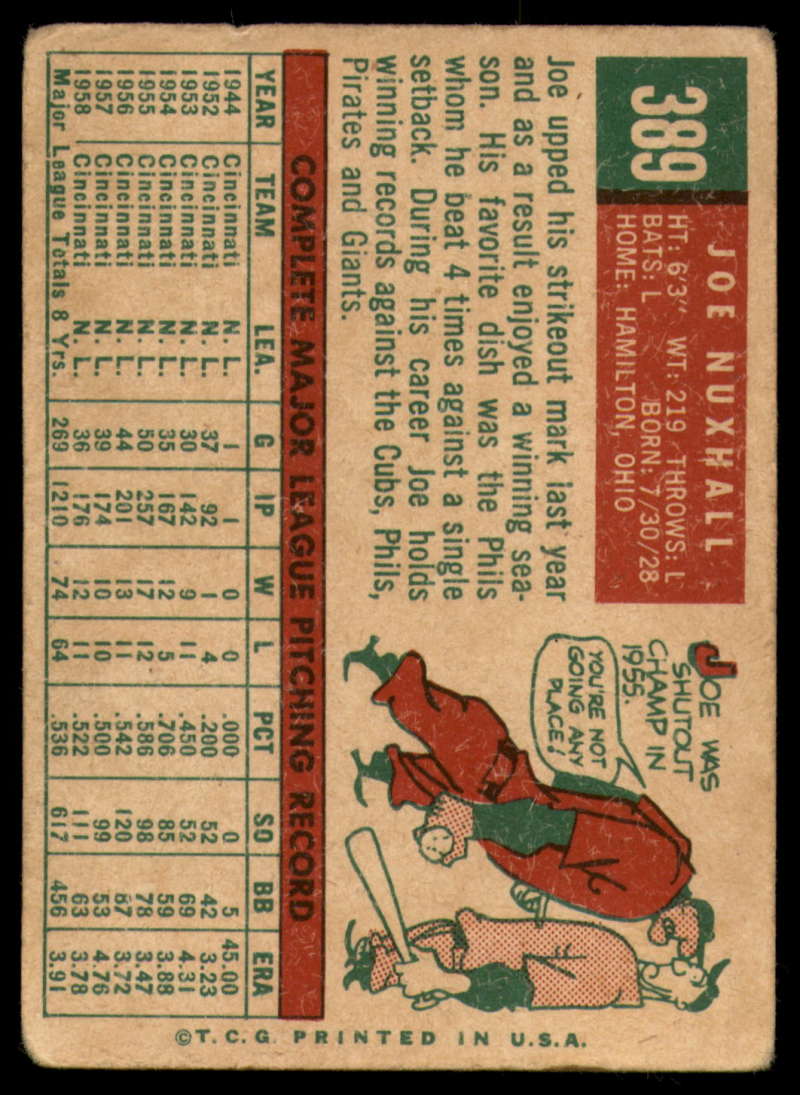 389
JOE NUXHALL
HT: 6'3" WT: 219 THROWS: L
BATS: L BORN: 7/30/28
HOME: HAMILTON, OHIO
Joe upped his strikeout mark last year
and as a result enjoyed a winning sea-
son. His favorite dish was the Phils
whom he beat 4 times against a single
setback. During his career Joe holds
winning records against the Cubs, Phils,
Pirates and Giants.
JOE WAS
SHUTOUT
CHAMP IN
1955.
YOU'RE NOT
GOING ANY
PLACE!
COMPLETE MAJOR LEAGUE PITCHING RECORD
YEAR TEAM LEA. G IP W L PCT SO BB ERA
1944 Cincinnati N. L. 1 1 0 0 .000 0 5 45.00
1952 Cincinnati N. L. 37 92 1 4 .200 52 42 3.23
1953 Cincinnati N. L. 30 142 9 11 .450 52 69 4.31
1954 Cincinnati N. L. 35 167 12 5 .706 85 59 3.88
1955 Cincinnati N. L. 50 257 17 12 .586 98 78 3.47
1956 Cincinnati N. L. 44 201 13 11 .542 120 87 3.72
1957 Cincinnati N. L. 39 174 10 10 .500 99 53 4.76
1958 Cincinnati N. L. 36 176 12 11 .522 111 63 3.78
Major League Totals 8 Yrs. 269 1210 74 64 .536 617 456 3.91
©T.C.G. PRINTED IN U.S.A.